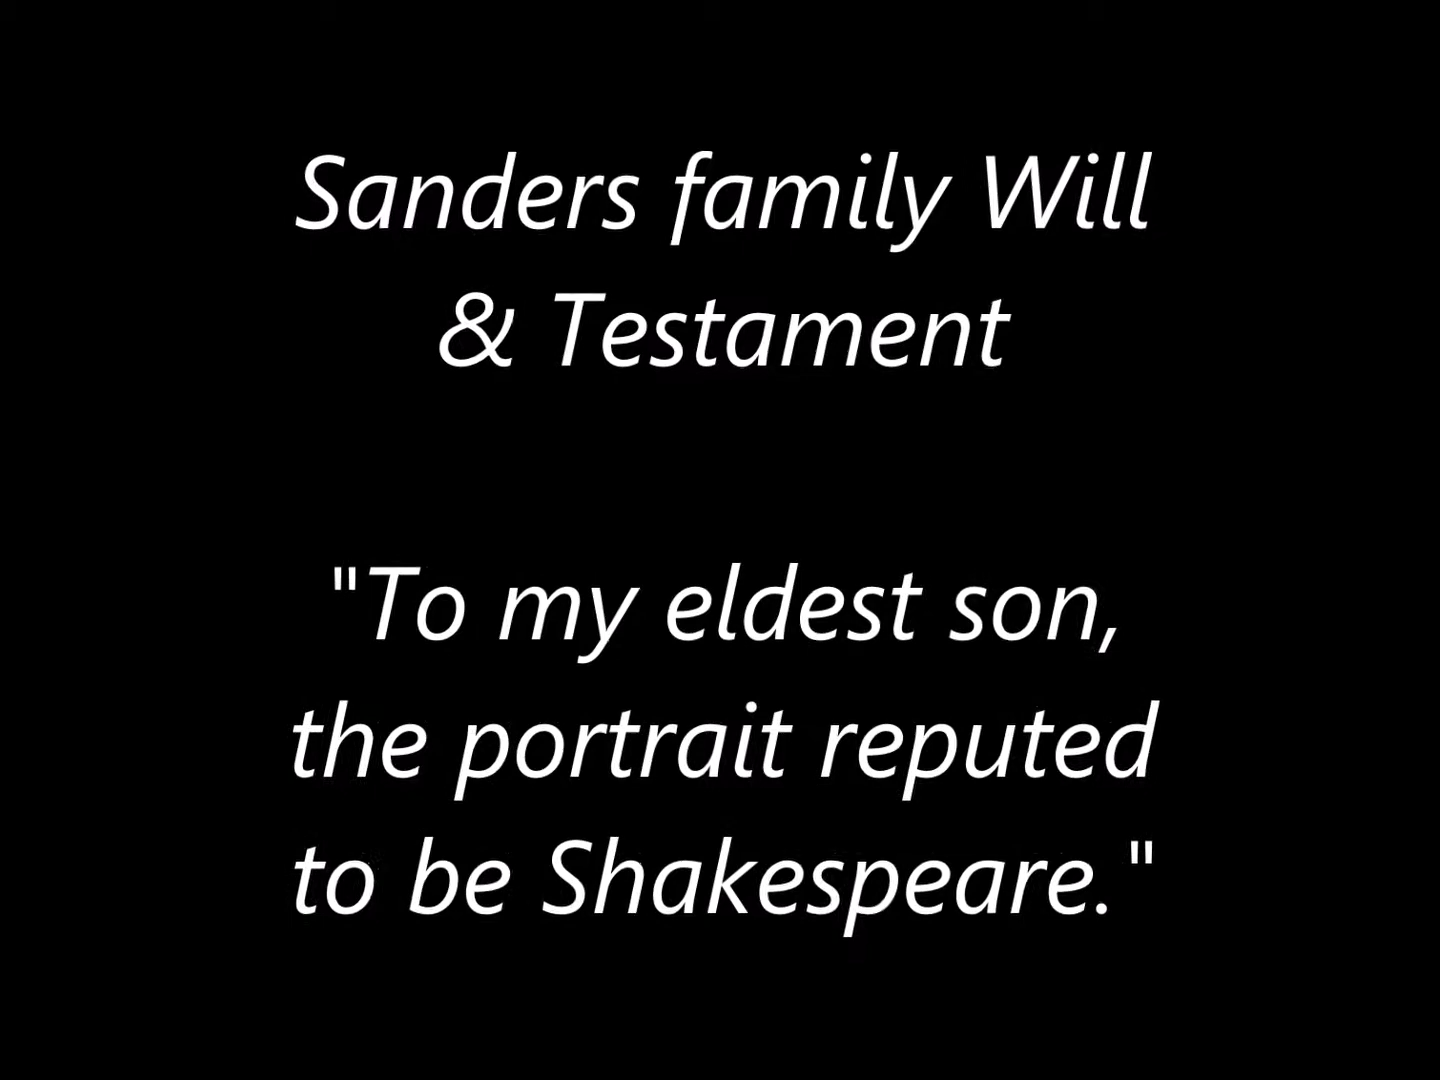 Sanders family Will
& Testament
"To my eldest son,
the portrait reputed
to be Shakespeare."